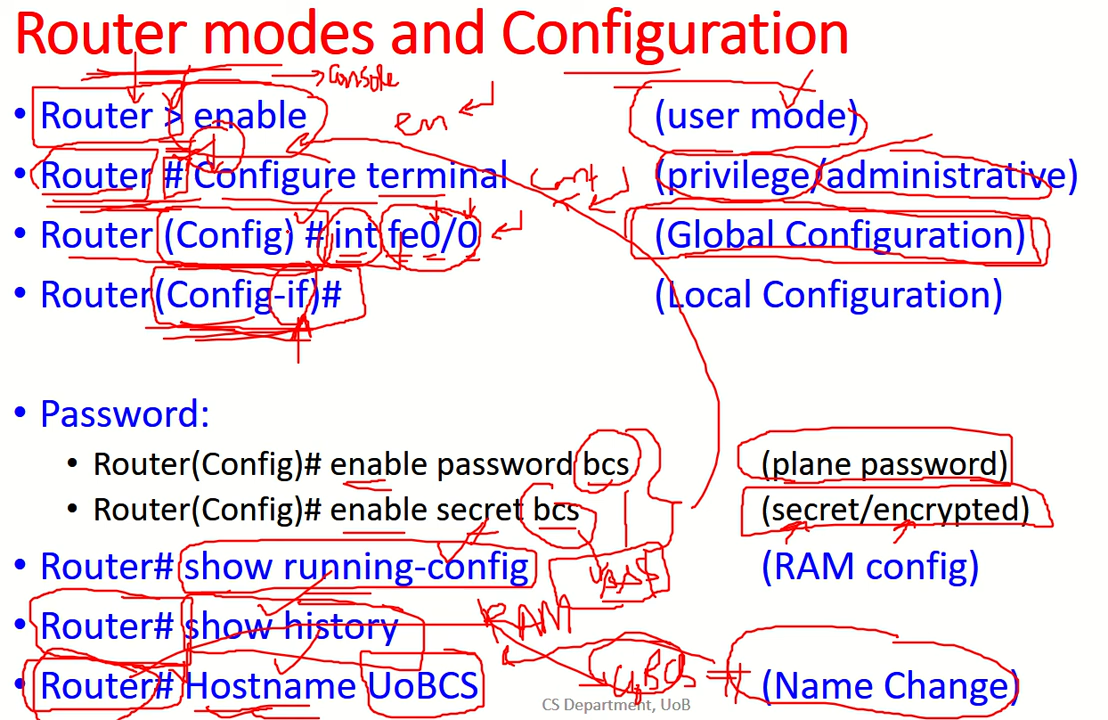 Router modes and Configuration
console
• Router > enable en (user mode)
• Router # Configure terminal conf (privilege/administrative)
• Router (Config) # int fe0/0 (Global Configuration)
• Router(Config-if)# (Local Configuration)
• Password:
• Router(Config)# enable password bcs (plane password)
• Router(Config)# enable secret bcs (secret/encrypted)
• Router# show running-config (RAM config)
• Router# show history RAM
• Router# Hostname UoBCS UoBCS # (Name Change)
CS Department, UoB